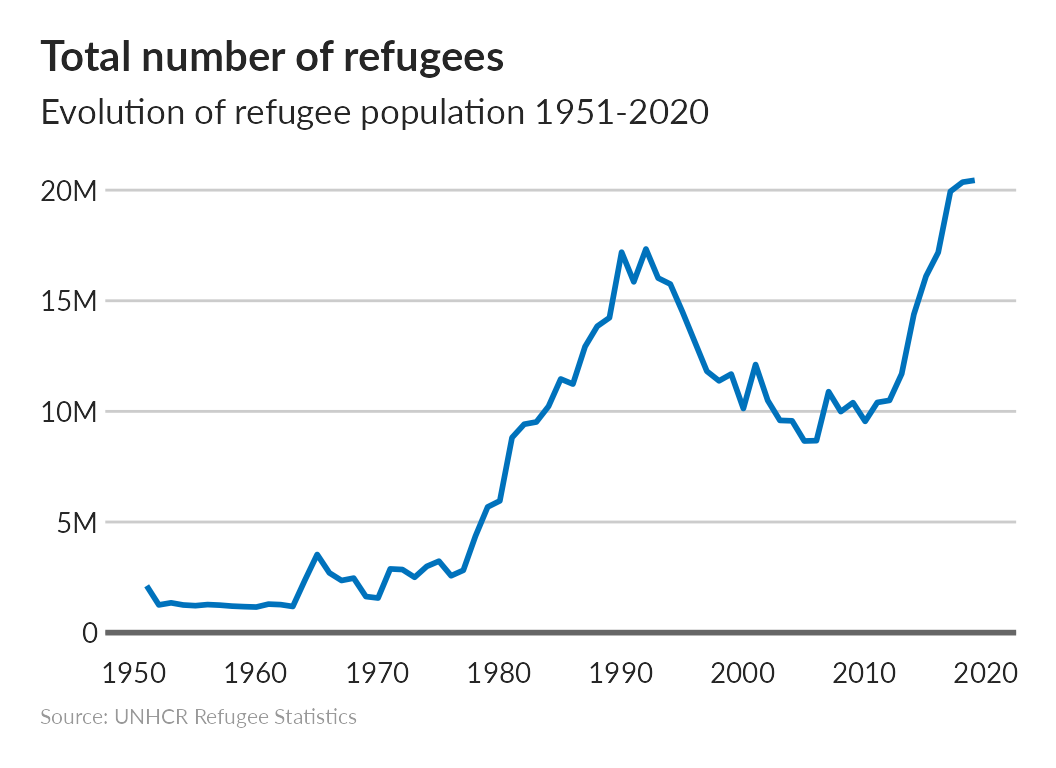 Total number of refugees
Evolution of refugee population 1951-2020
20M
15M
10M
5M
0
1950 1960 1970 1980 1990 2000 2010 2020
Source: UNHCR Refugee Statistics